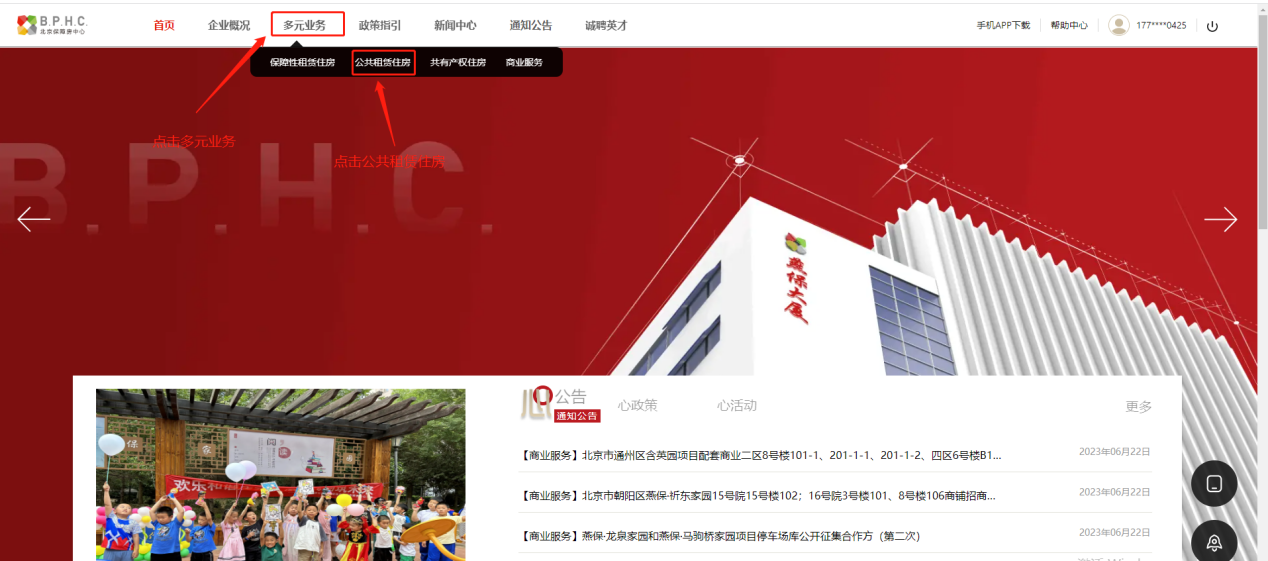 B.P.H.C.
北京保障房中心
首页
企业概况
多元业务
政策指引
新闻中心
通知公告
诚聘英才
手机APP下载
帮助中心
177****0425
保障性租赁住房
公共租赁住房
共有产权住房
商业服务
点击多元业务
点击公共租赁住房
B.P.H.C.
燕保大厦
心公告
通知公告
心政策
心活动
更多
【商业服务】北京市通州区含英园项目配套商业二区8号楼101-1、201-1-1、201-1-2、四区6号楼B1...
2023年06月22日
【商业服务】北京市朝阳区燕保·祈东家园15号院15号楼102；16号院3号楼101、8号楼106商铺招商...
2023年06月22日
【商业服务】燕保·龙泉家园和燕保·马驹桥家园项目停车场库公开征集合作方（第二次）
2023年06月22日